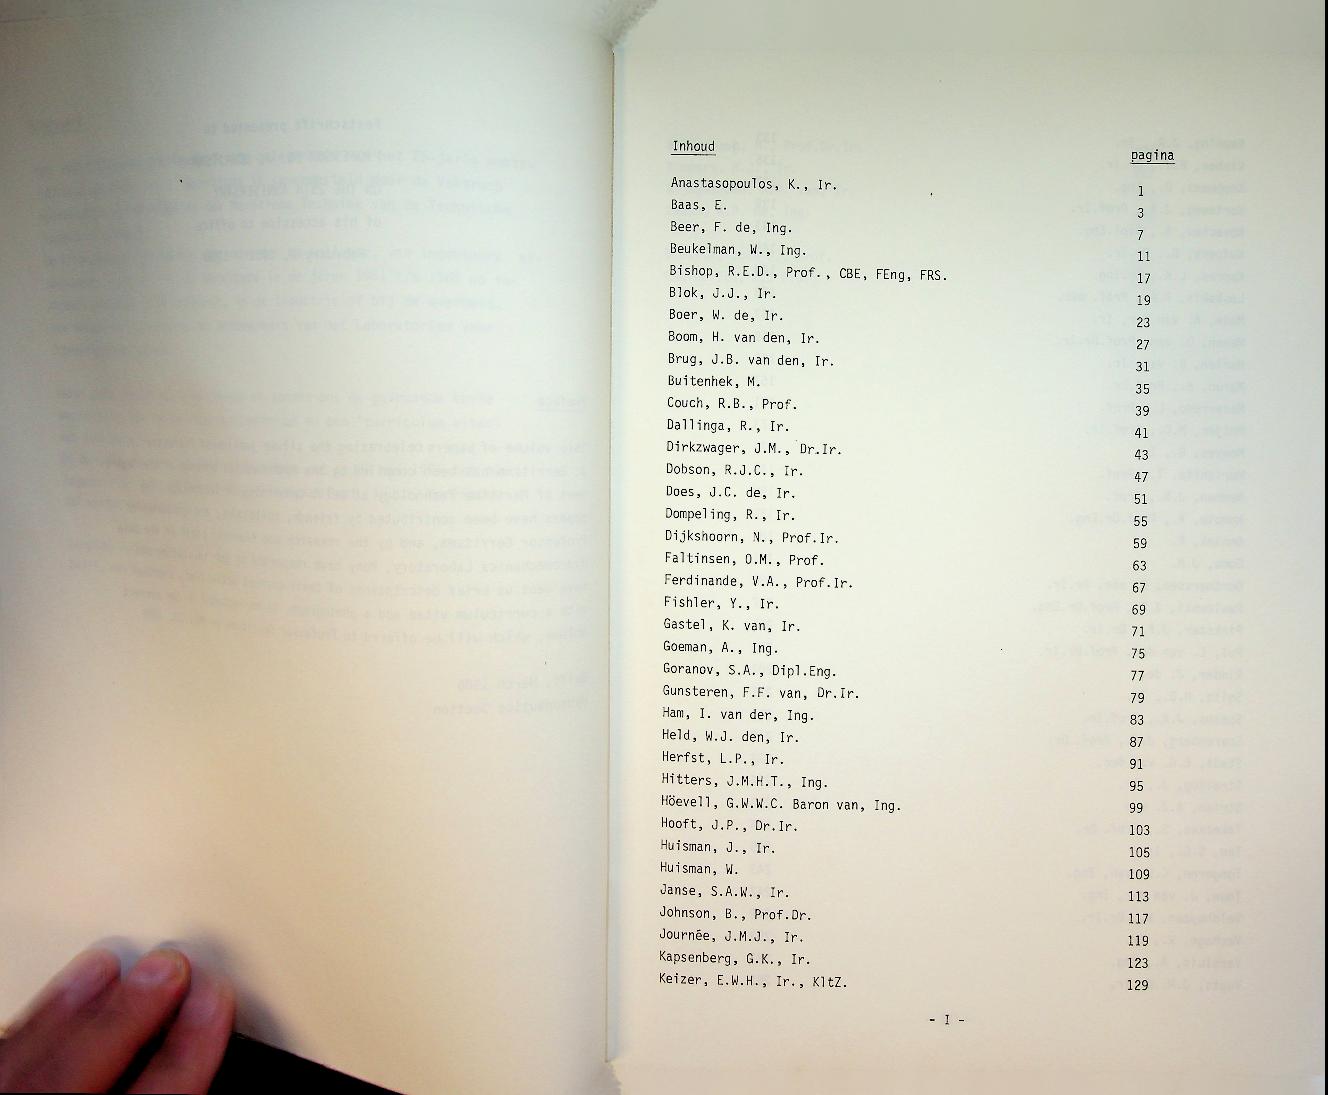 Inhoud
pagina
Anastasopoulos, K., Ir. 1
Baas, E. 3
Beer, F. de, Ing. 7
Beukelman, W., Ing. 11
Bishop, R.E.D., Prof., CBE, FEng, FRS. 17
Blok, J.J., Ir. 19
Boer, W. de, Ir. 23
Boom, H. van den, Ir. 27
Brug, J.B. van den, Ir. 31
Buitenhek, M. 35
Couch, R.B., Prof. 39
Dallinga, R., Ir. 41
Dirkzwager, J.M., Dr.Ir. 43
Dobson, R.J.C., Ir. 47
Does, J.C. de, Ir. 51
Dompeling, R., Ir. 55
Dijkshoorn, N., Prof.Ir. 59
Faltinsen, O.M., Prof. 63
Ferdinande, V.A., Prof.Ir. 67
Fishler, Y., Ir. 69
Gastel, K. van, Ir. 71
Goeman, A., Ing. 75
Goranov, S.A., Dipl.Eng. 77
Gunsteren, F.F. van, Dr.Ir. 79
Ham, I. van der, Ing. 83
Held, W.J. den, Ir. 87
Herfst, L.P., Ir. 91
Hitters, J.M.H.T., Ing. 95
Höevell, G.W.W.C. Baron van, Ing. 99
Hooft, J.P., Dr.Ir. 103
Huisman, J., Ir. 105
Huisman, W. 109
Janse, S.A.W., Ir. 113
Johnson, B., Prof.Dr. 117
Journée, J.M.J., Ir. 119
Kapsenberg, G.K., Ir. 123
Keizer, E.W.H., Ir., KltZ. 129
- I -